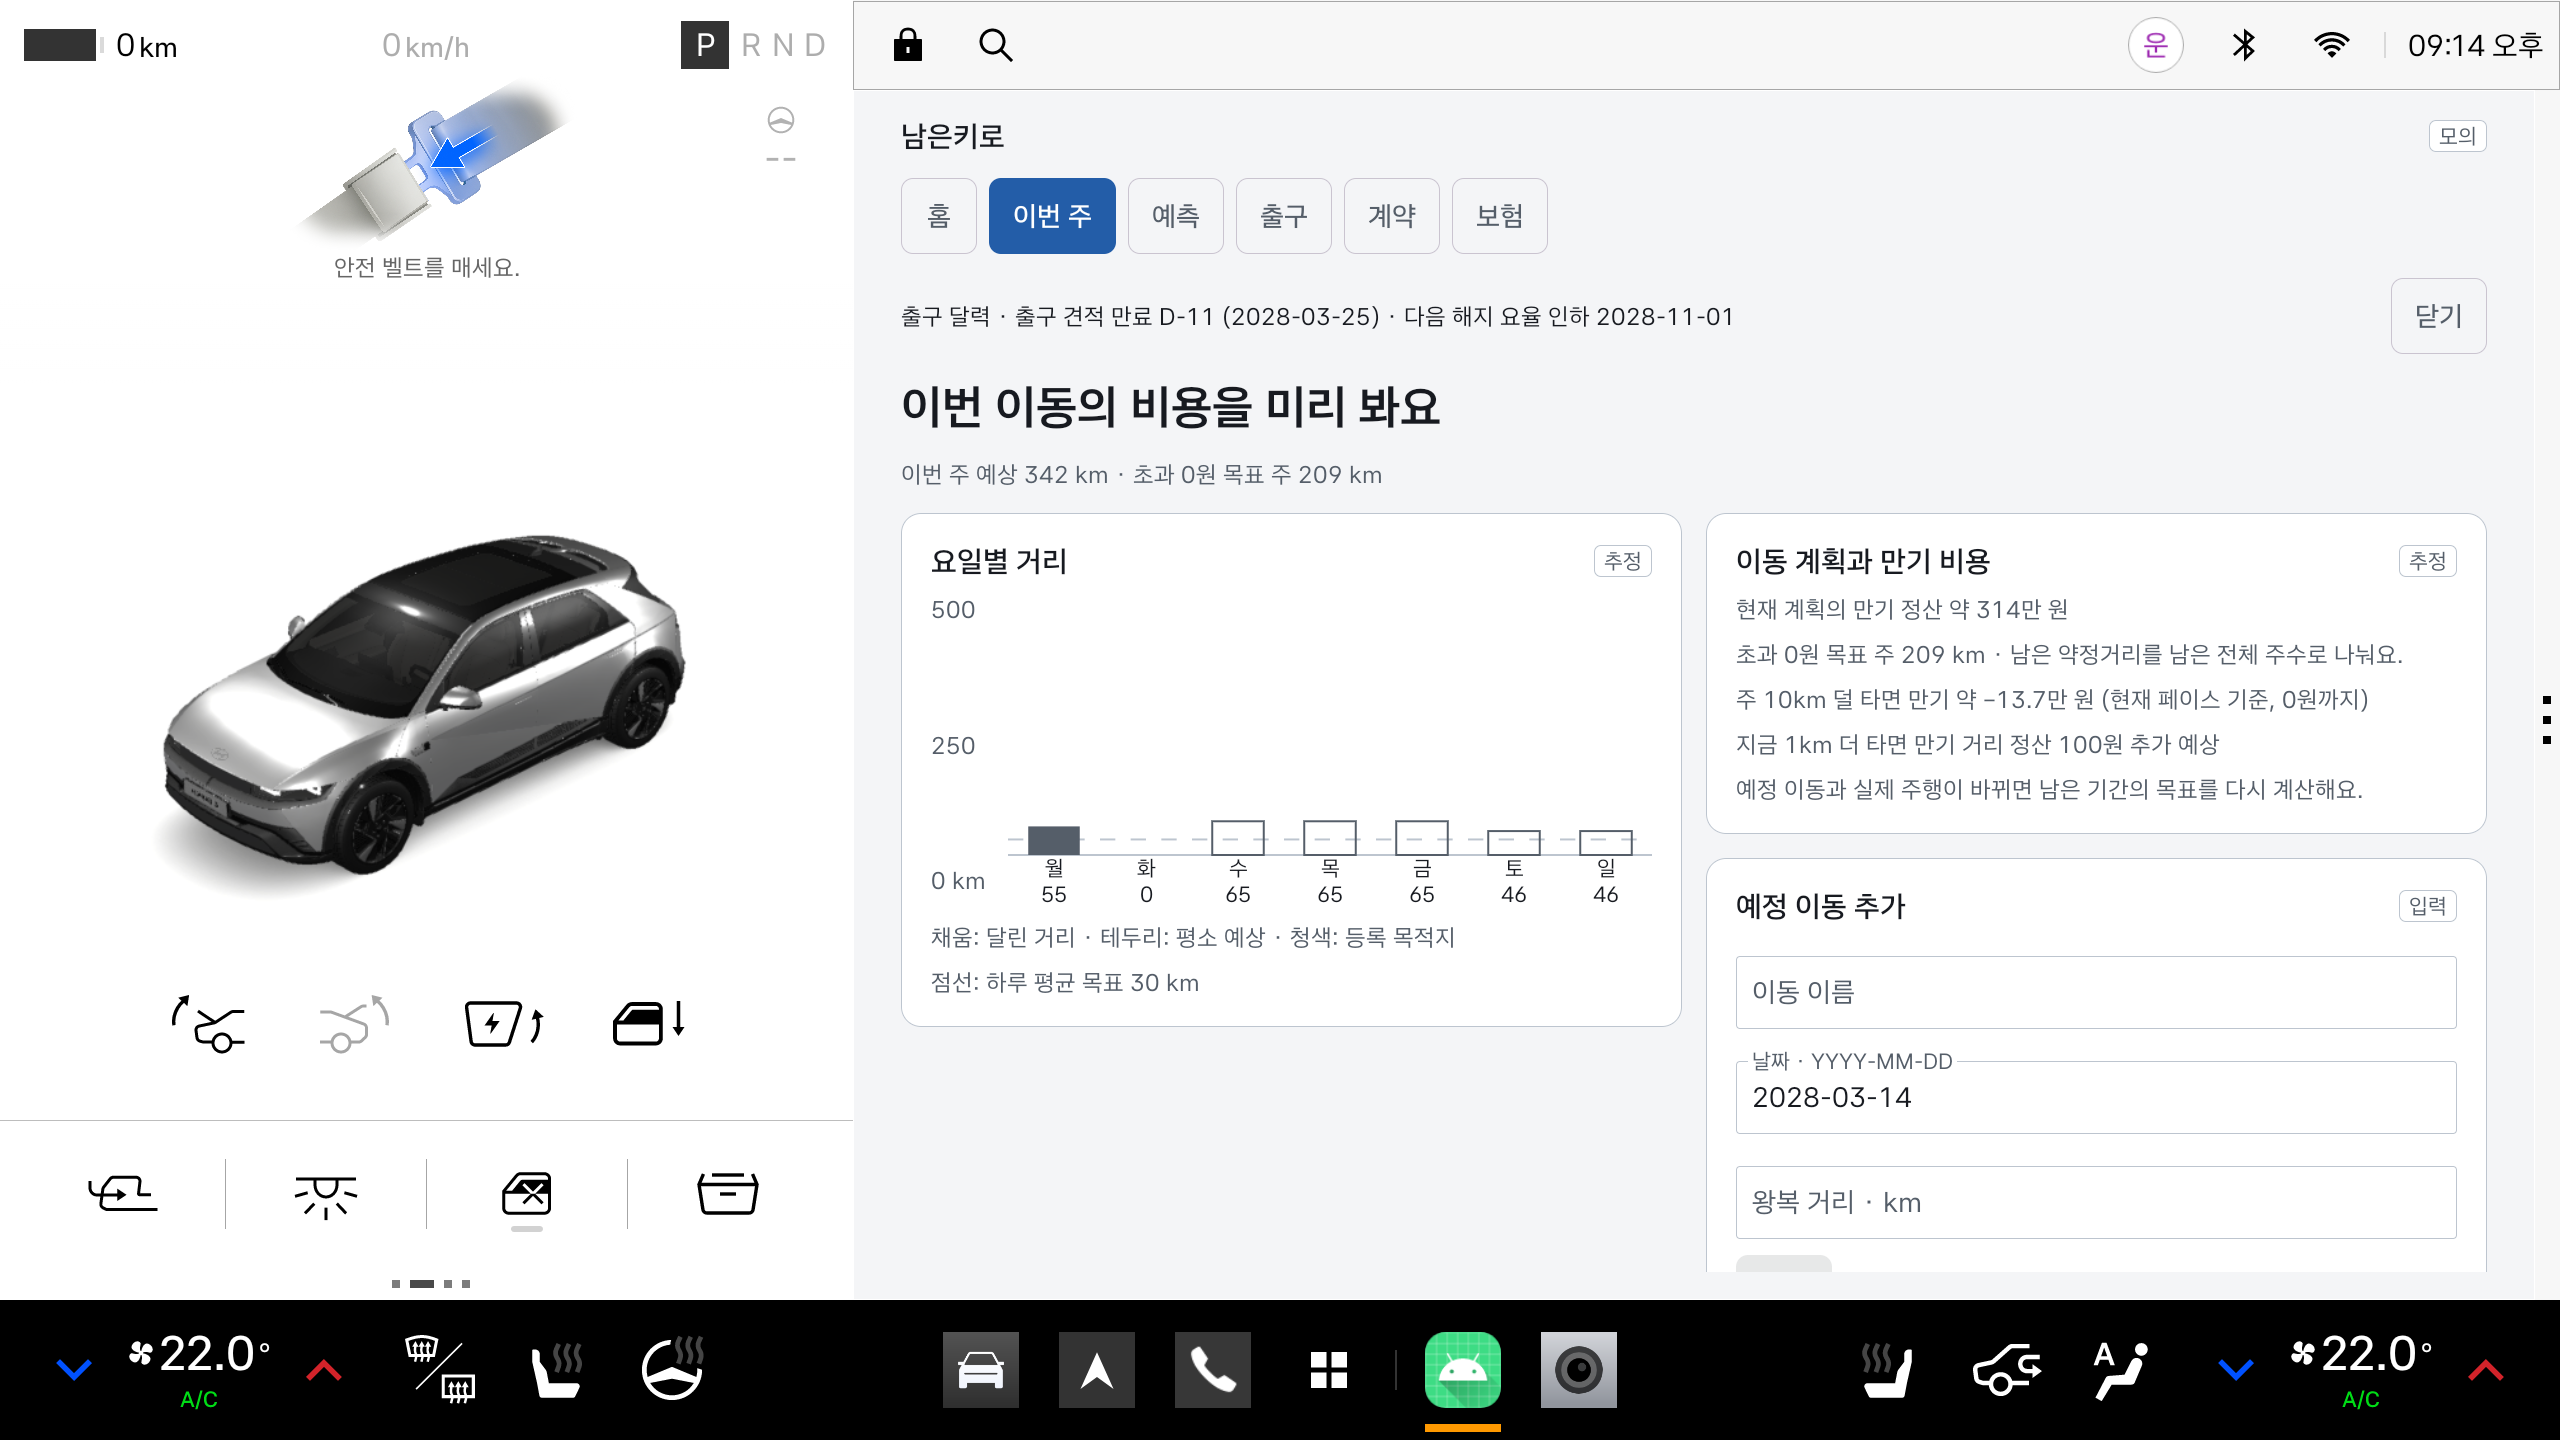 0 km
0 km/h
P R N D
안전 벨트를 매세요.
운
09:14 오후
남은키로
모의
홈
이번 주
예측
출구
계약
보험
출구 달력 · 출구 견적 만료 D-11 (2028-03-25) · 다음 해지 요율 인하 2028-11-01
닫기
이번 이동의 비용을 미리 봐요
이번 주 예상 342 km · 초과 0원 목표 주 209 km
요일별 거리
추정
500
250
0 km
월 화 수 목 금 토 일
55 0 65 65 65 46 46
채움: 달린 거리 · 테두리: 평소 예상 · 청색: 등록 목적지
점선: 하루 평균 목표 30 km
이동 계획과 만기 비용
추정
현재 계획의 만기 정산 약 314만 원
초과 0원 목표 주 209 km · 남은 약정거리를 남은 전체 주수로 나눠요.
주 10km 덜 타면 만기 약 −13.7만 원 (현재 페이스 기준, 0원까지)
지금 1km 더 타면 만기 거리 정산 100원 추가 예상
예정 이동과 실제 주행이 바뀌면 남은 기간의 목표를 다시 계산해요.
예정 이동 추가
입력
이동 이름
날짜 · YYYY-MM-DD
2028-03-14
왕복 거리 · km
22.0°
A/C
A
22.0°
A/C